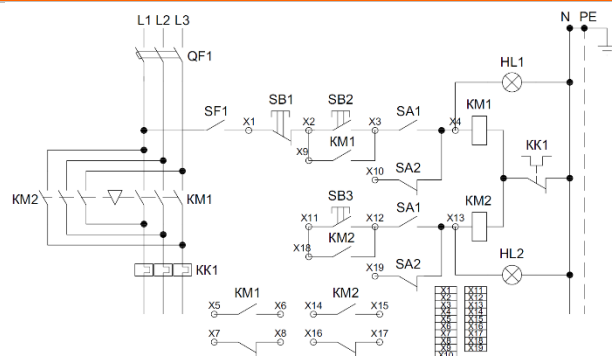 L1 L2 L3
N PE
QF1
HL1
SF1
X1
SB1
X2
SB2
X3
SA1
X4
KM1
X9
KM1
KK1
X10
SA2
KM2
KM1
SB3
X11
X12
SA1
X13
KM2
X18
KM2
X19
SA2
HL2
KK1
KM1
KM2
X5
X6
X14
X15
X7
X8
X16
X17
X1 X11
X2 X12
X3 X13
X4 X14
X5 X15
X6 X16
X7 X17
X8 X18
X9 X19
X10